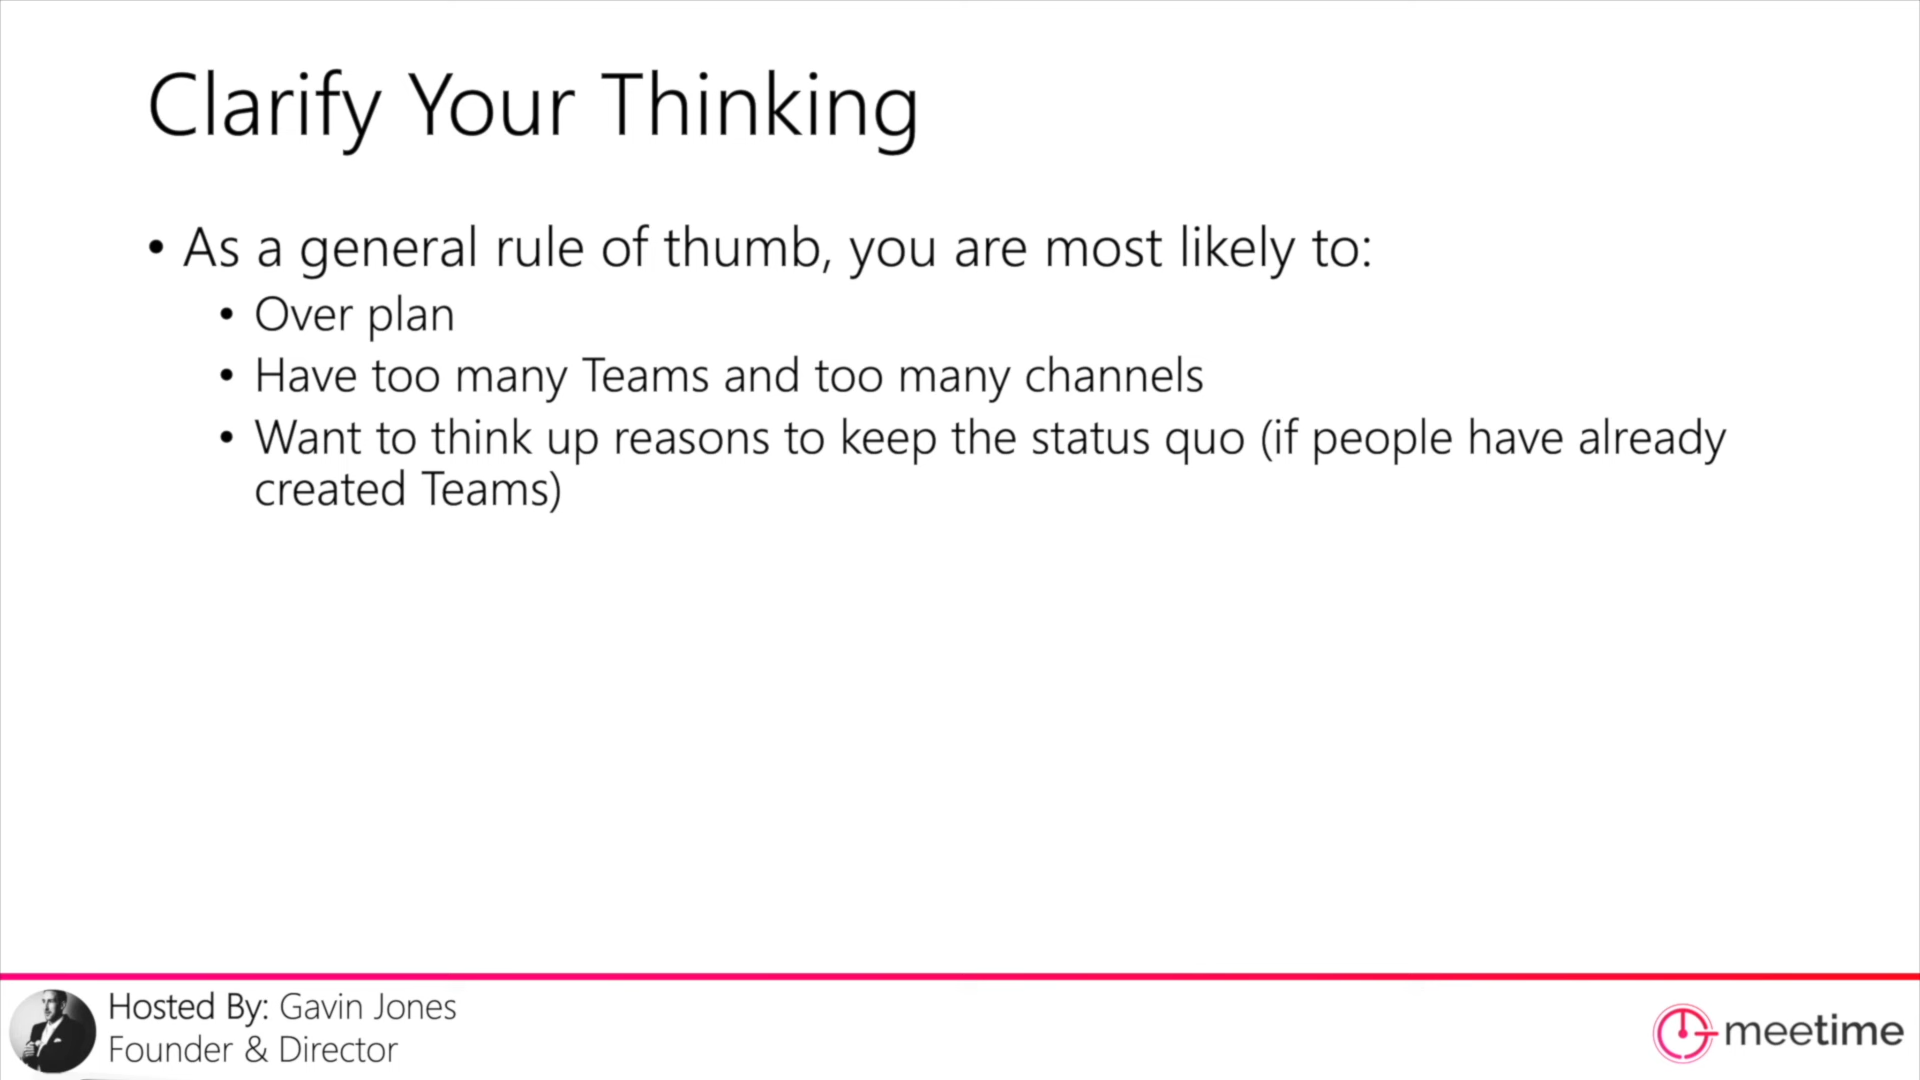 Clarify Your Thinking
• As a general rule of thumb, you are most likely to:
• Over plan
• Have too many Teams and too many channels
• Want to think up reasons to keep the status quo (if people have already
created Teams)
Hosted By: Gavin Jones
Founder & Director
meetime